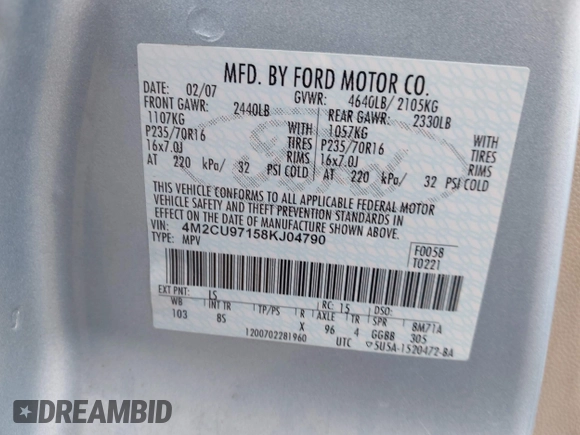 MFD. BY FORD MOTOR CO.
DATE: 02/07 GVWR: 4640LB/ 2105KG
FRONT GAWR: 2440LB REAR GAWR: 2330LB
1107KG WITH 1057KG WITH
P235/70R16 TIRES P235/70R16 TIRES
16x7.0J RIMS 16x7.0J RIMS
AT 220 kPa/ 32 PSI COLD AT 220 kPa/ 32 PSI COLD
THIS VEHICLE CONFORMS TO ALL APPLICABLE FEDERAL MOTOR
VEHICLE SAFETY AND THEFT PREVENTION STANDARDS IN
EFFECT ON THE DATE OF MANUFACTURE SHOWN ABOVE.
VIN: 4M2CU97158KJ04790
TYPE: MPV
F0058
T0221
EXT PNT: 15 RC: 15 DSO:
WB INT TR TP/PS R AXLE TR SPR 8M71A
103 BS X 96 4 GGBB 305
1200702281960 UTC 5U5A-1520472-BA
DREAMBID